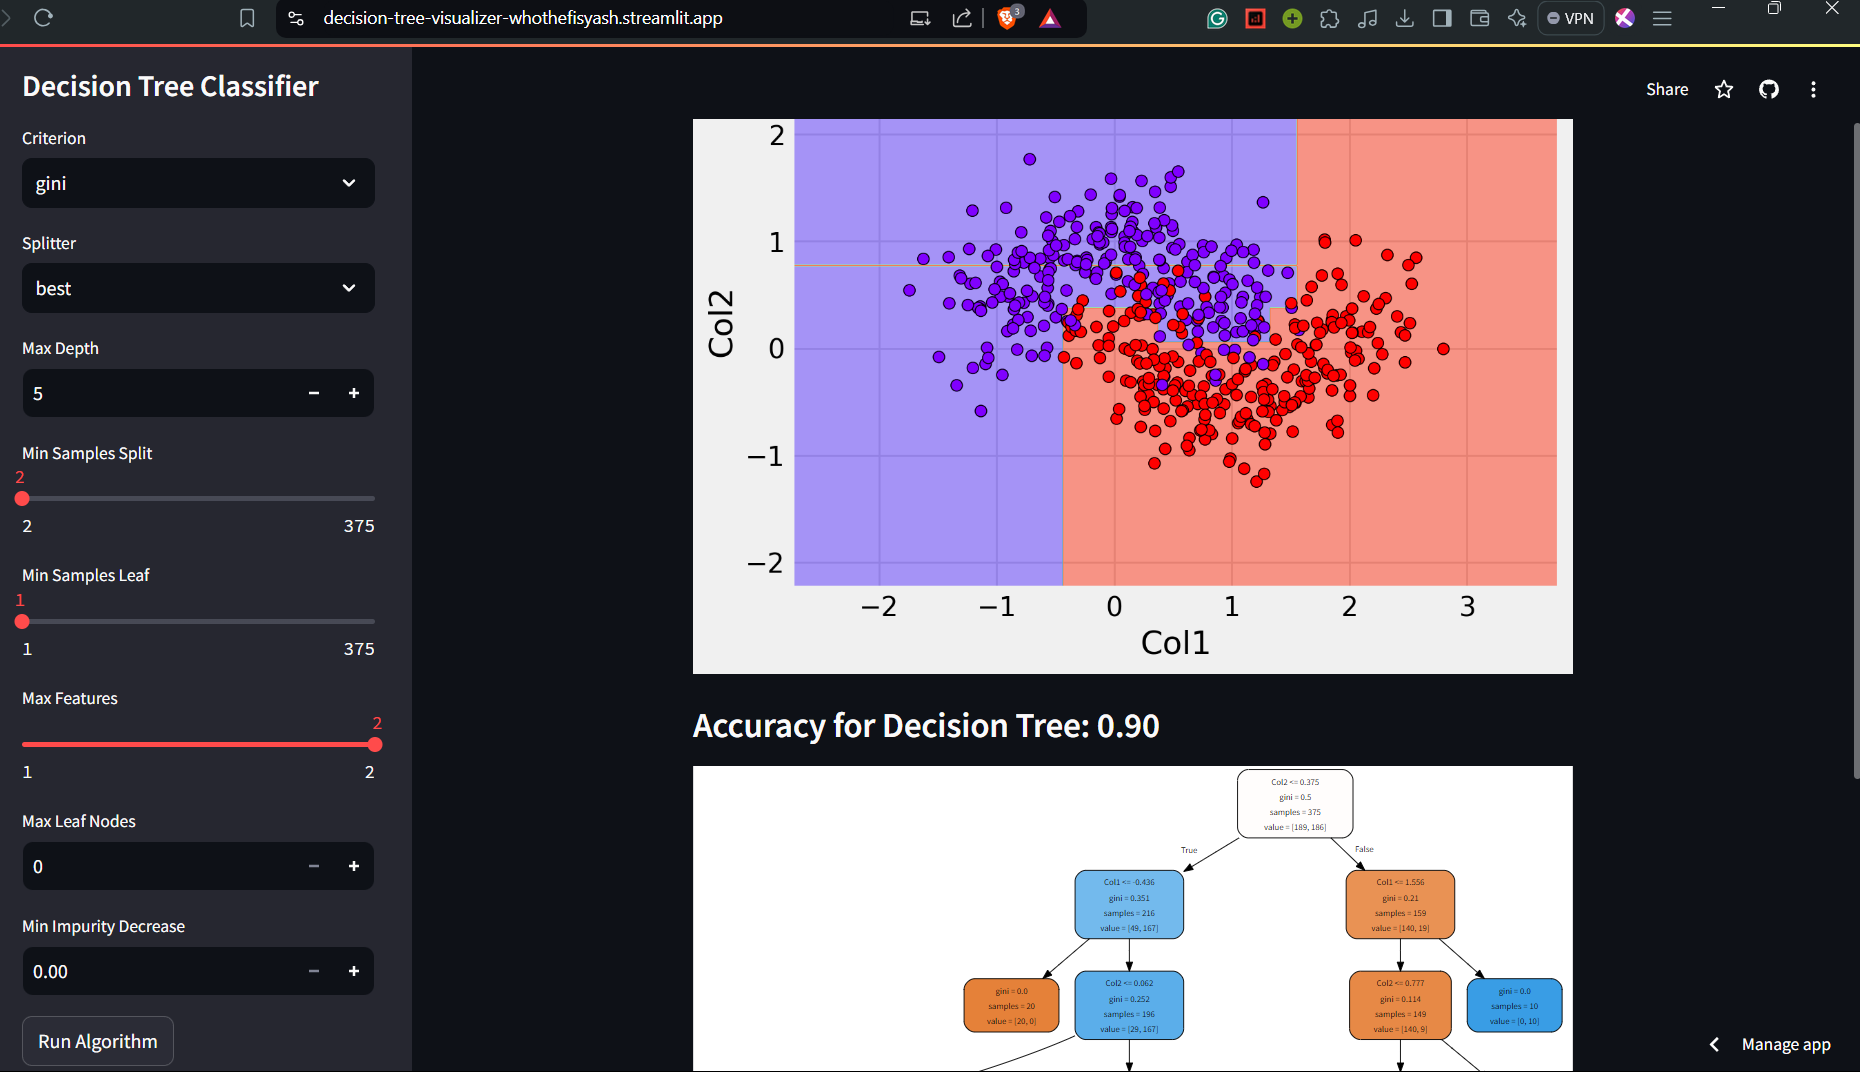 decision-tree-visualizer-whothefisyash.streamlit.app
3
VPN
Decision Tree Classifier
Criterion
gini
Splitter
best
Max Depth
5
Min Samples Split
2
2 375
Min Samples Leaf
1
1 375
Max Features
2
1 2
Max Leaf Nodes
0
Min Impurity Decrease
0.00
Run Algorithm
Share
2
1
0
−1
−2
Col2
−2 −1 0 1 2 3
Col1
Accuracy for Decision Tree: 0.90
Col2 <= 0.375
gini = 0.5
samples = 375
value = [189, 186]
True
False
Col1 <= -0.436
gini = 0.351
samples = 216
value = [49, 167]
Col1 <= 1.556
gini = 0.21
samples = 159
value = [140, 19]
gini = 0.0
samples = 20
value = [20, 0]
Col2 <= 0.062
gini = 0.252
samples = 196
value = [29, 167]
Col2 <= 0.777
gini = 0.114
samples = 149
value = [140, 9]
gini = 0.0
samples = 10
value = [0, 10]
Manage app